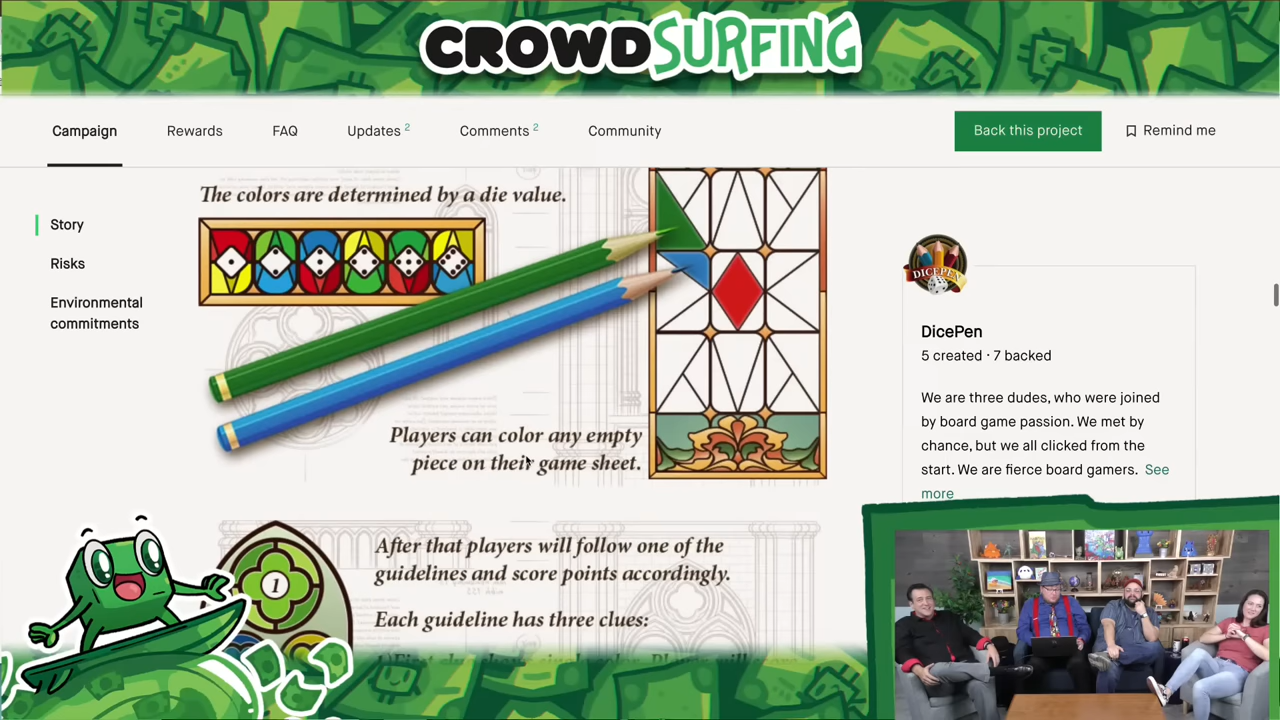 CROWDSURFING
Campaign
Rewards
FAQ
Updates 2
Comments 2
Community
Back this project
Remind me
Story
Risks
Environmental
commitments
The colors are determined by a die value.
Players can color any empty
piece on their game sheet.
1
After that players will follow one of the
guidelines and score points accordingly.
Each guideline has three clues:
DICEPEN
DicePen
5 created · 7 backed
We are three dudes, who were joined
by board game passion. We met by
chance, but we all clicked from the
start. We are fierce board gamers. See
more